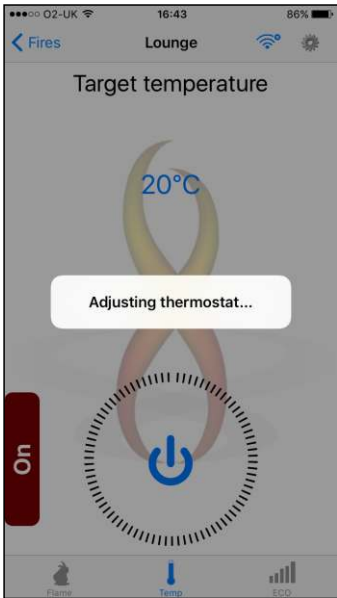 O2-UK 16:43 86%
Fires Lounge
Target temperature
20°C
Adjusting thermostat...
On
Flame Temp ECO